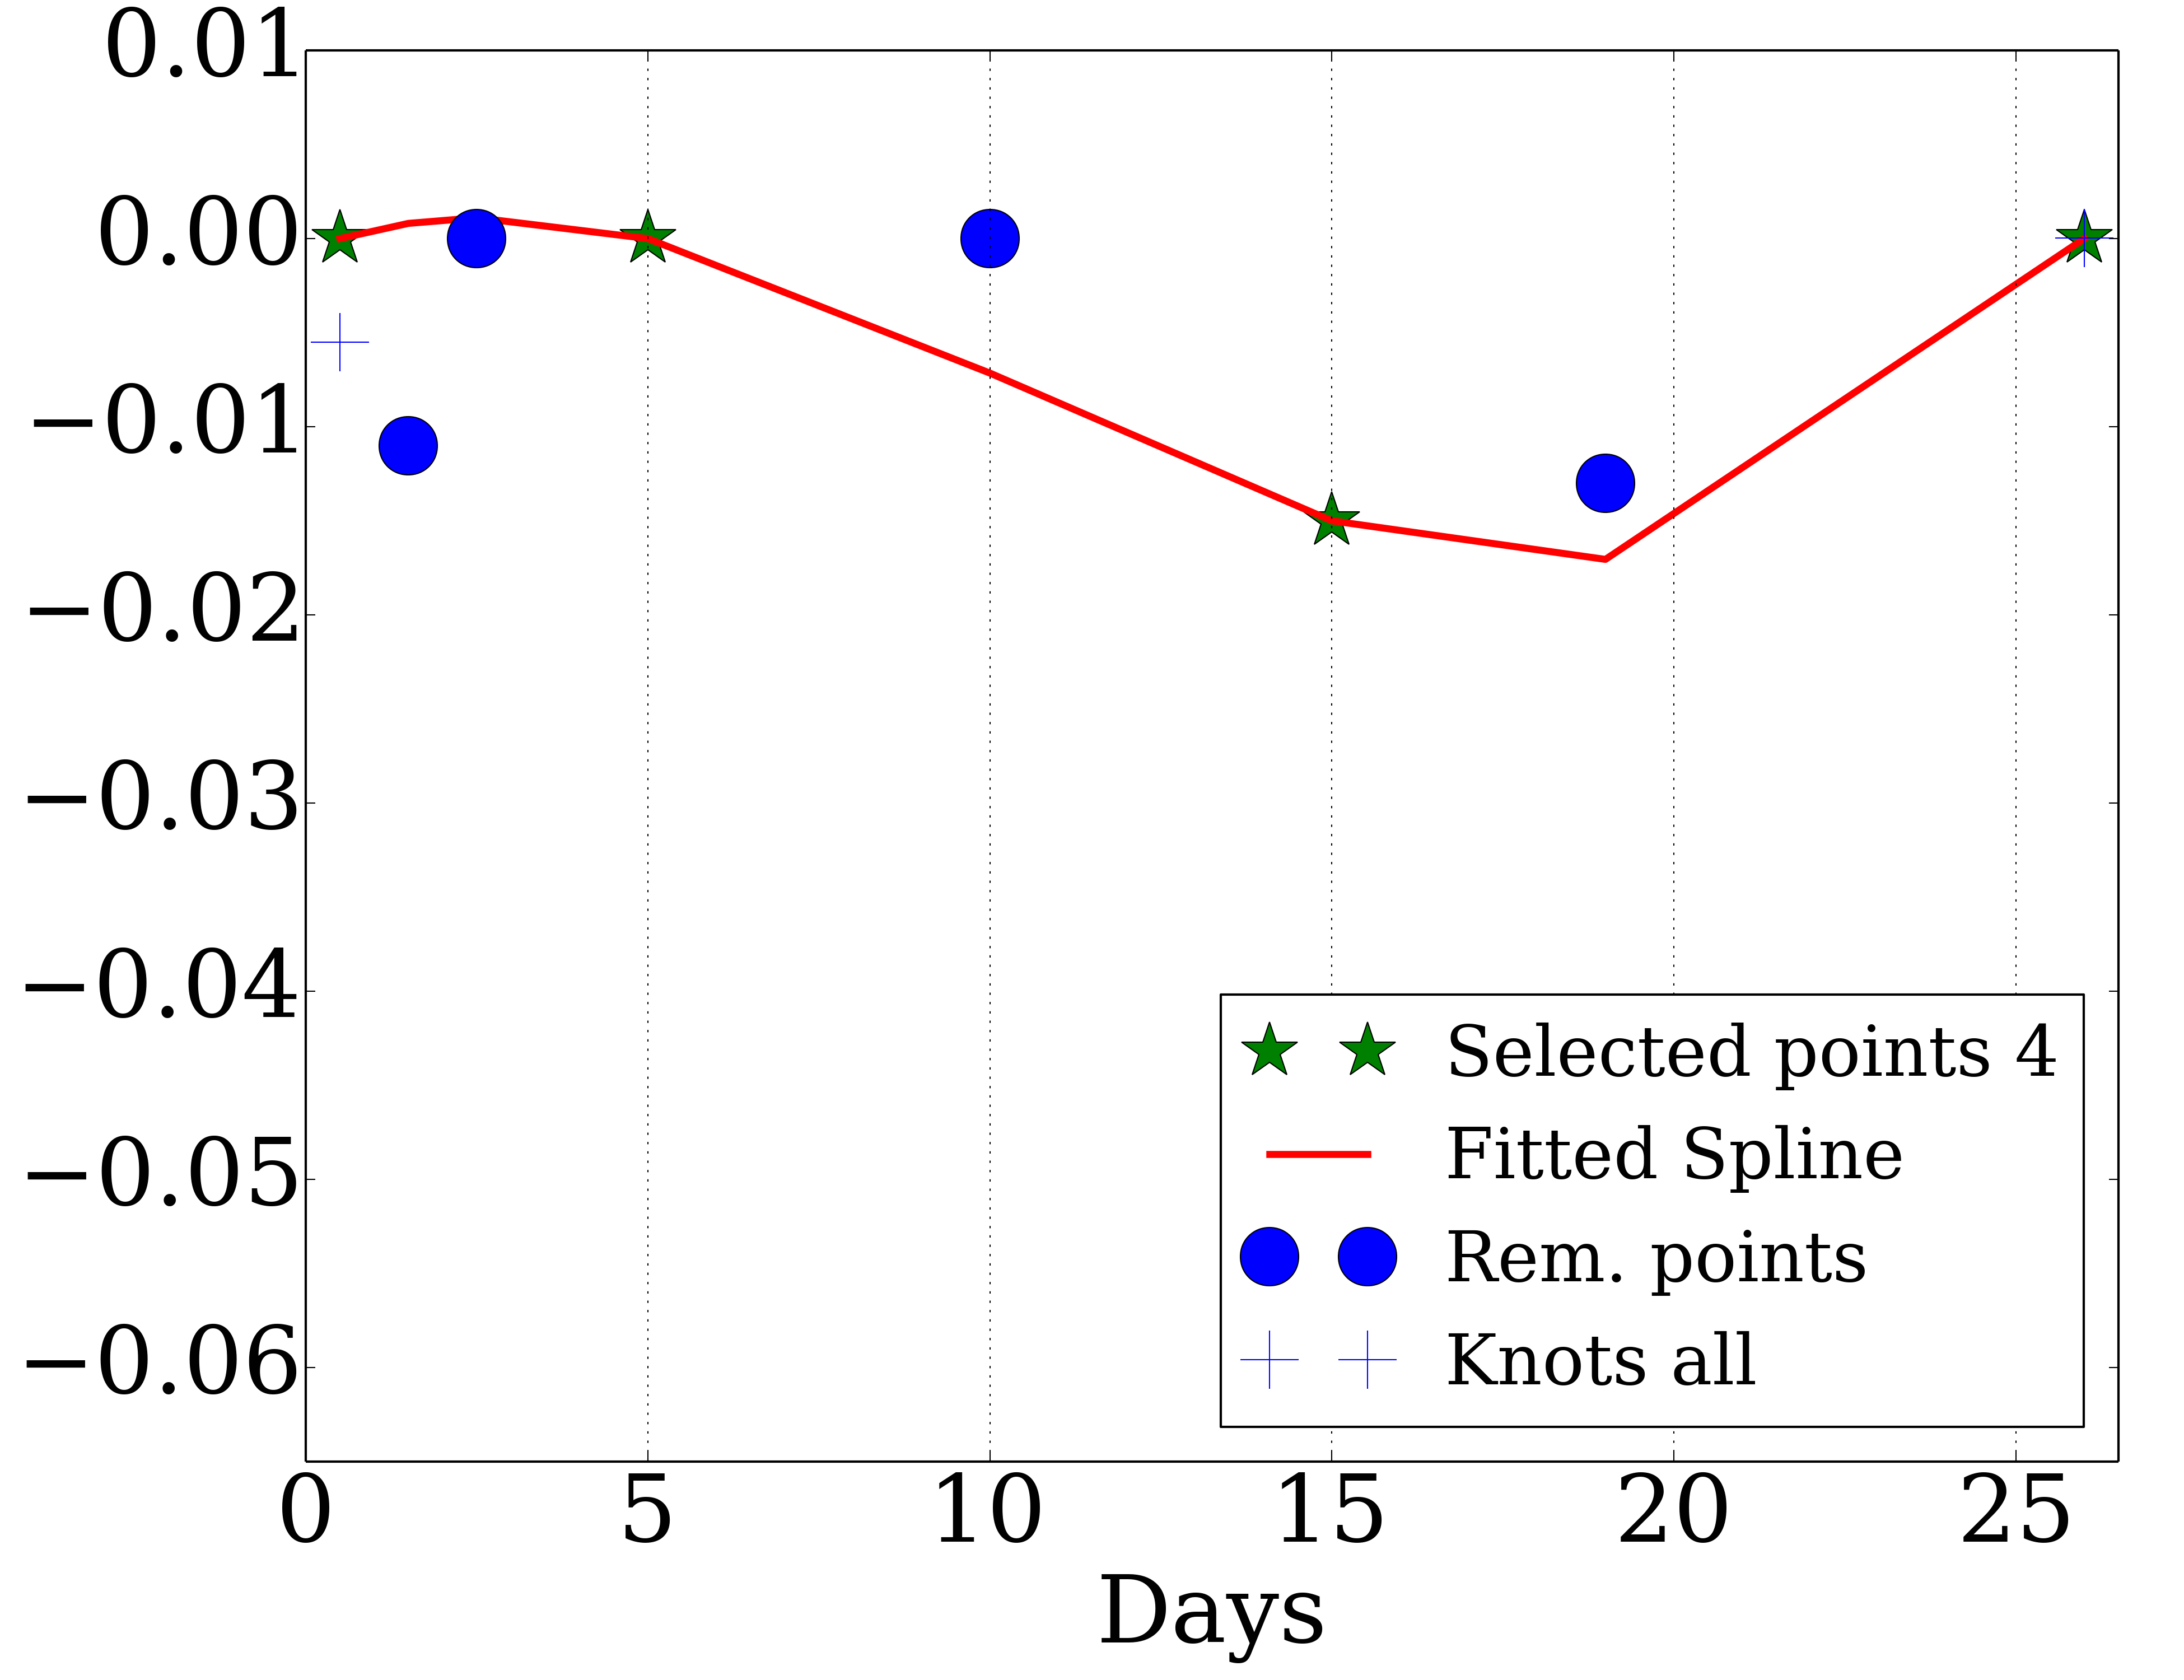 0.01
0.00
−0.01
−0.02
−0.03
−0.04
−0.05
−0.06
Selected points 4
Fitted Spline
Rem. points
Knots all
0 5 10 15 20 25
Days